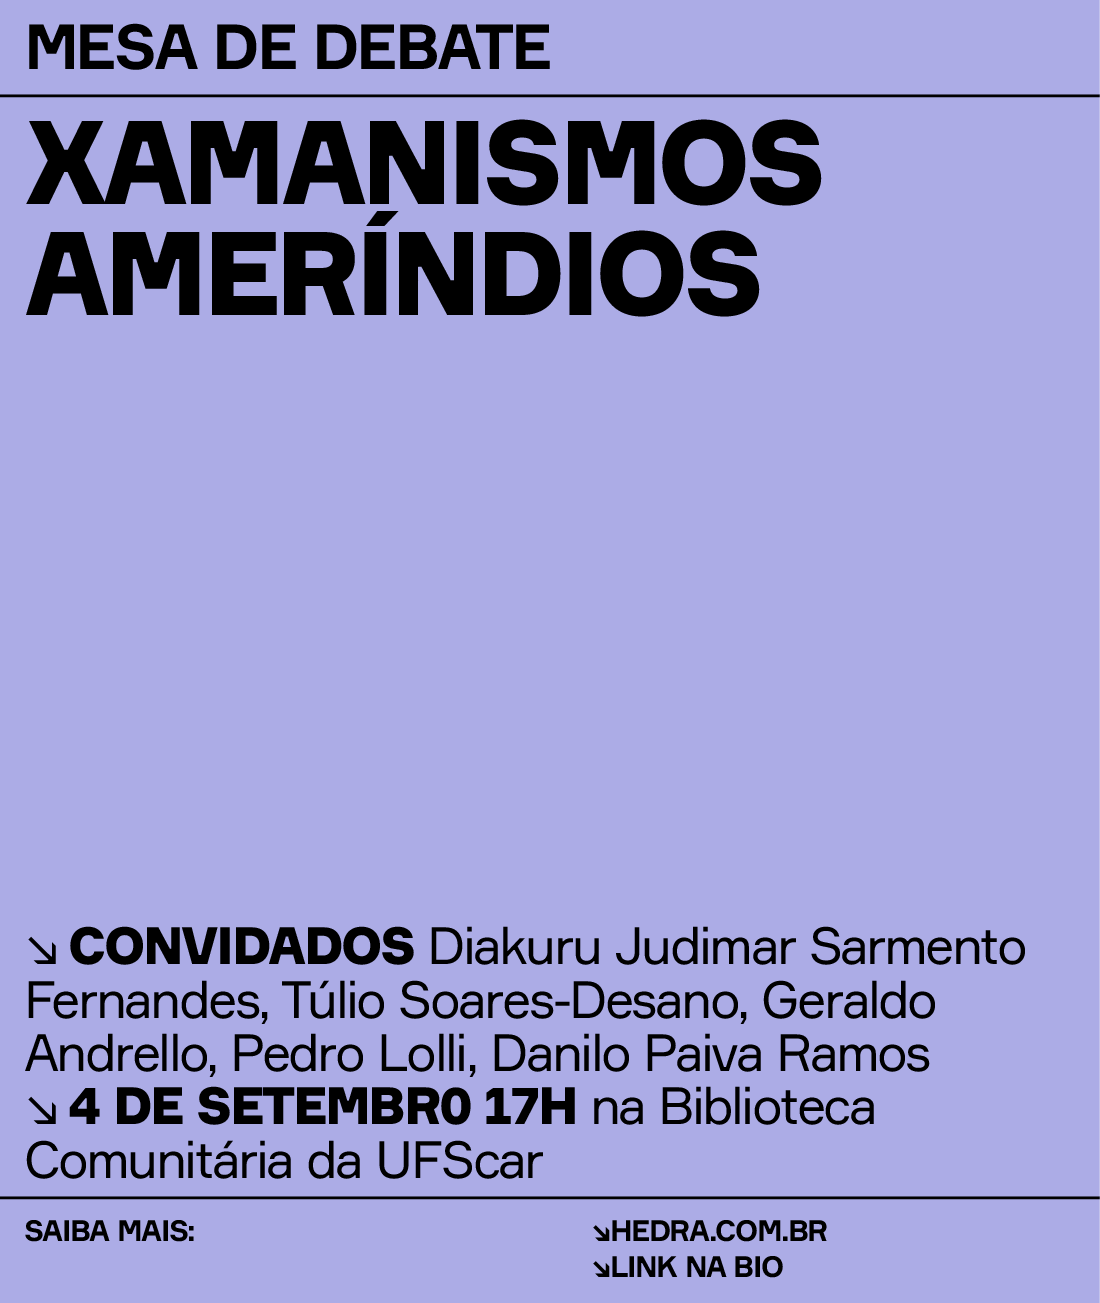 MESA DE DEBATE
XAMANISMOS
AMERÍNDIOS
↘ CONVIDADOS Diakuru Judimar Sarmento
Fernandes, Túlio Soares-Desano, Geraldo
Andrello, Pedro Lolli, Danilo Paiva Ramos
↘ 4 DE SETEMBR0 17H na Biblioteca
Comunitária da UFScar
SAIBA MAIS:
↘HEDRA.COM.BR
↘LINK NA BIO